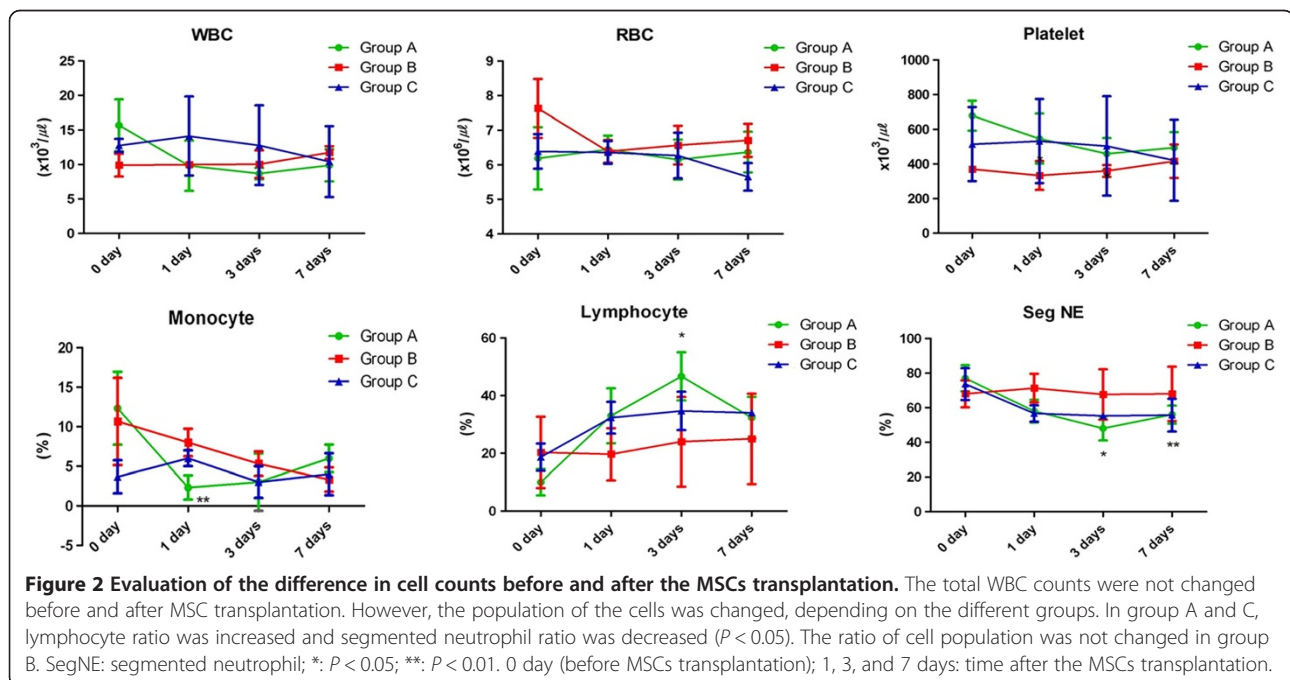 WBC
Group A
Group B
Group C
(x10³/µl)
25
20
15
10
5
0
0 day
1 day
3 days
7 days
RBC
Group A
Group B
Group C
(x10⁶/µl)
9
8
7
6
5
4
0 day
1 day
3 days
7 days
Platelet
Group A
Group B
Group C
x10³/µl
1000
800
600
400
200
0
0 day
1 day
3 days
7 days
Monocyte
Group A
Group B
Group C
(%)
20
15
10
5
0
-5
**
0 day
1 day
3 days
7 days
Lymphocyte
Group A
Group B
Group C
(%)
60
40
20
0
*
0 day
1 day
3 days
7 days
Seg NE
Group A
Group B
Group C
(%)
100
80
60
40
20
0
*
**
0 day
1 day
3 days
7 days
Figure 2 Evaluation of the difference in cell counts before and after the MSCs transplantation. The total WBC counts were not changed
before and after MSC transplantation. However, the population of the cells was changed, depending on the different groups. In group A and C,
lymphocyte ratio was increased and segmented neutrophil ratio was decreased (P < 0.05). The ratio of cell population was not changed in group
B. SegNE: segmented neutrophil; *: P < 0.05; **: P < 0.01. 0 day (before MSCs transplantation); 1, 3, and 7 days: time after the MSCs transplantation.